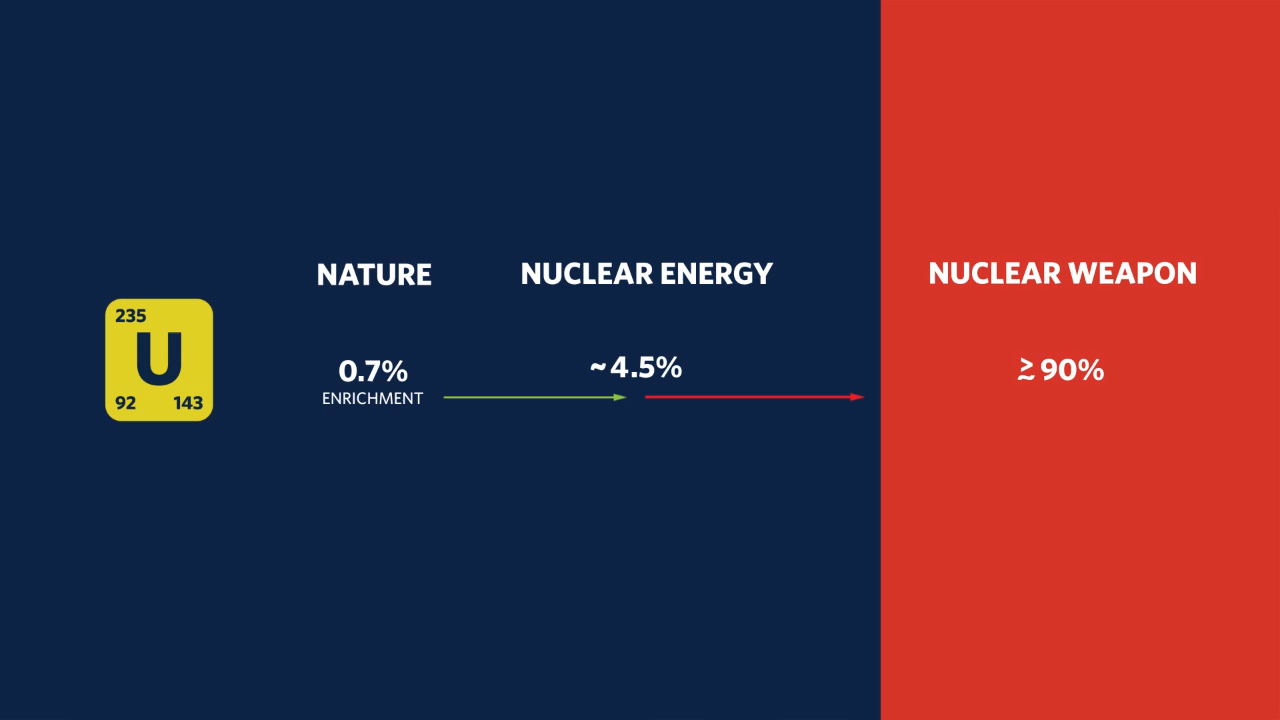 NATURE
NUCLEAR ENERGY
NUCLEAR WEAPON
235
U
92 143
0.7%
ENRICHMENT
~4.5%
≳90%